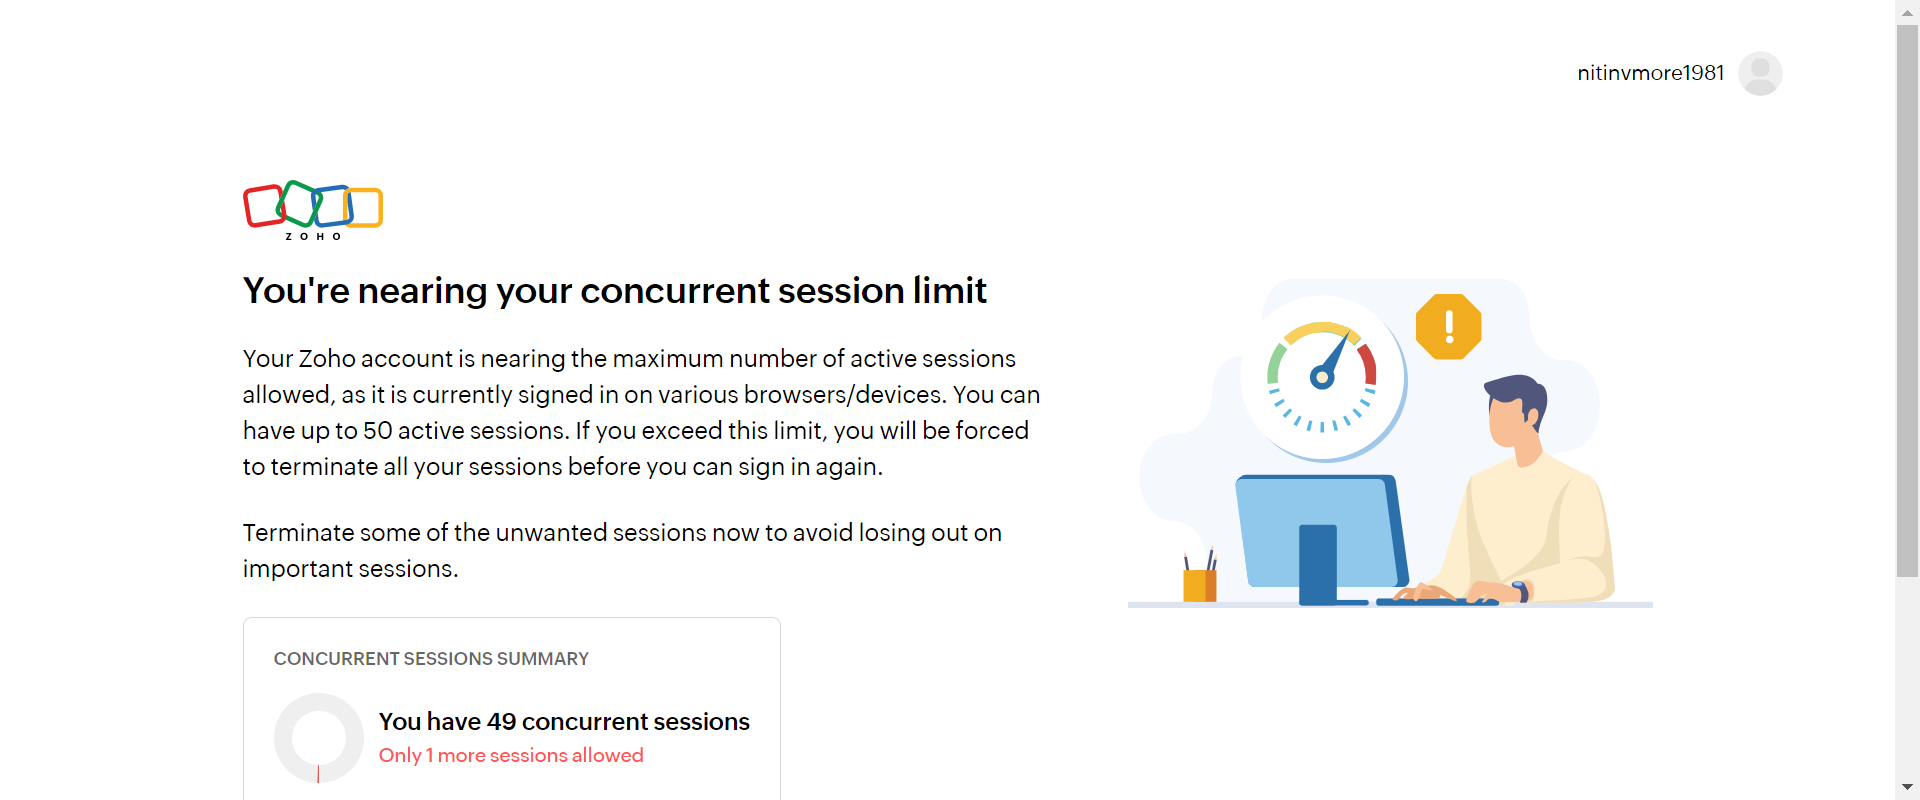 nitinvmore1981
ZOHO
You're nearing your concurrent session limit
Your Zoho account is nearing the maximum number of active sessions
allowed, as it is currently signed in on various browsers/devices. You can
have up to 50 active sessions. If you exceed this limit, you will be forced
to terminate all your sessions before you can sign in again.
Terminate some of the unwanted sessions now to avoid losing out on
important sessions.
CONCURRENT SESSIONS SUMMARY
You have 49 concurrent sessions
Only 1 more sessions allowed